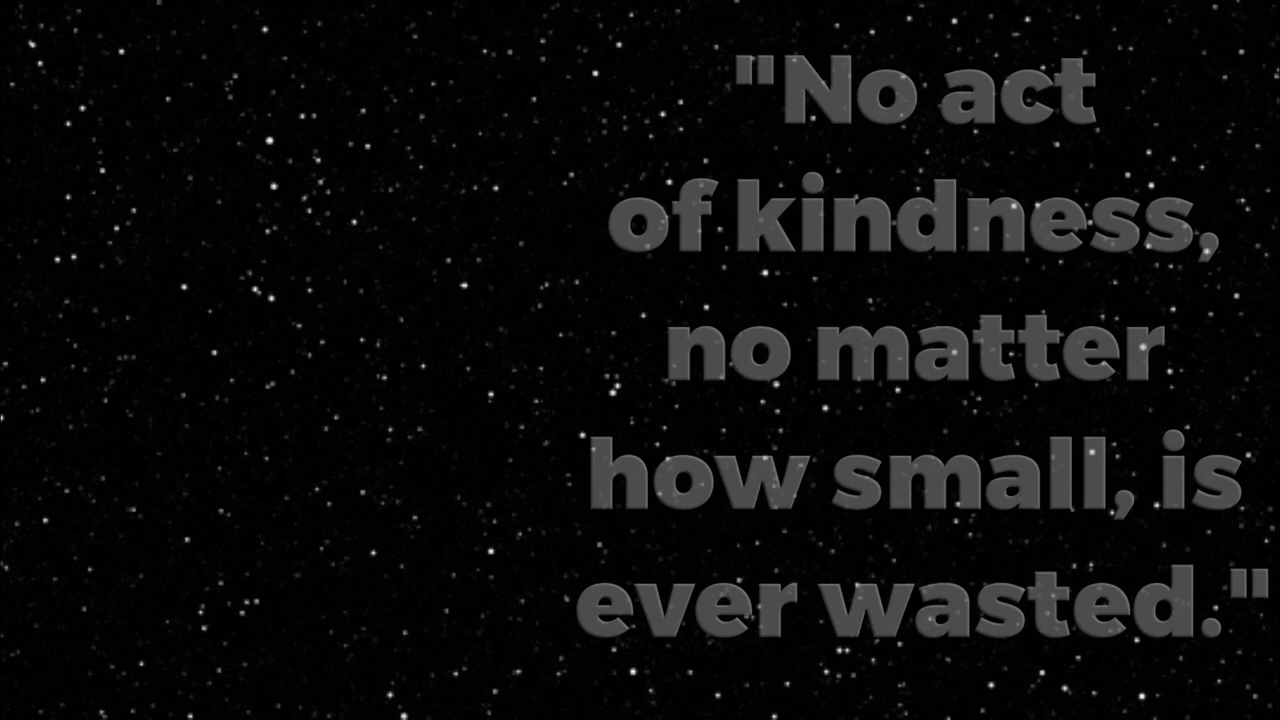 "No act
of kindness,
no matter
how small, is
ever wasted."